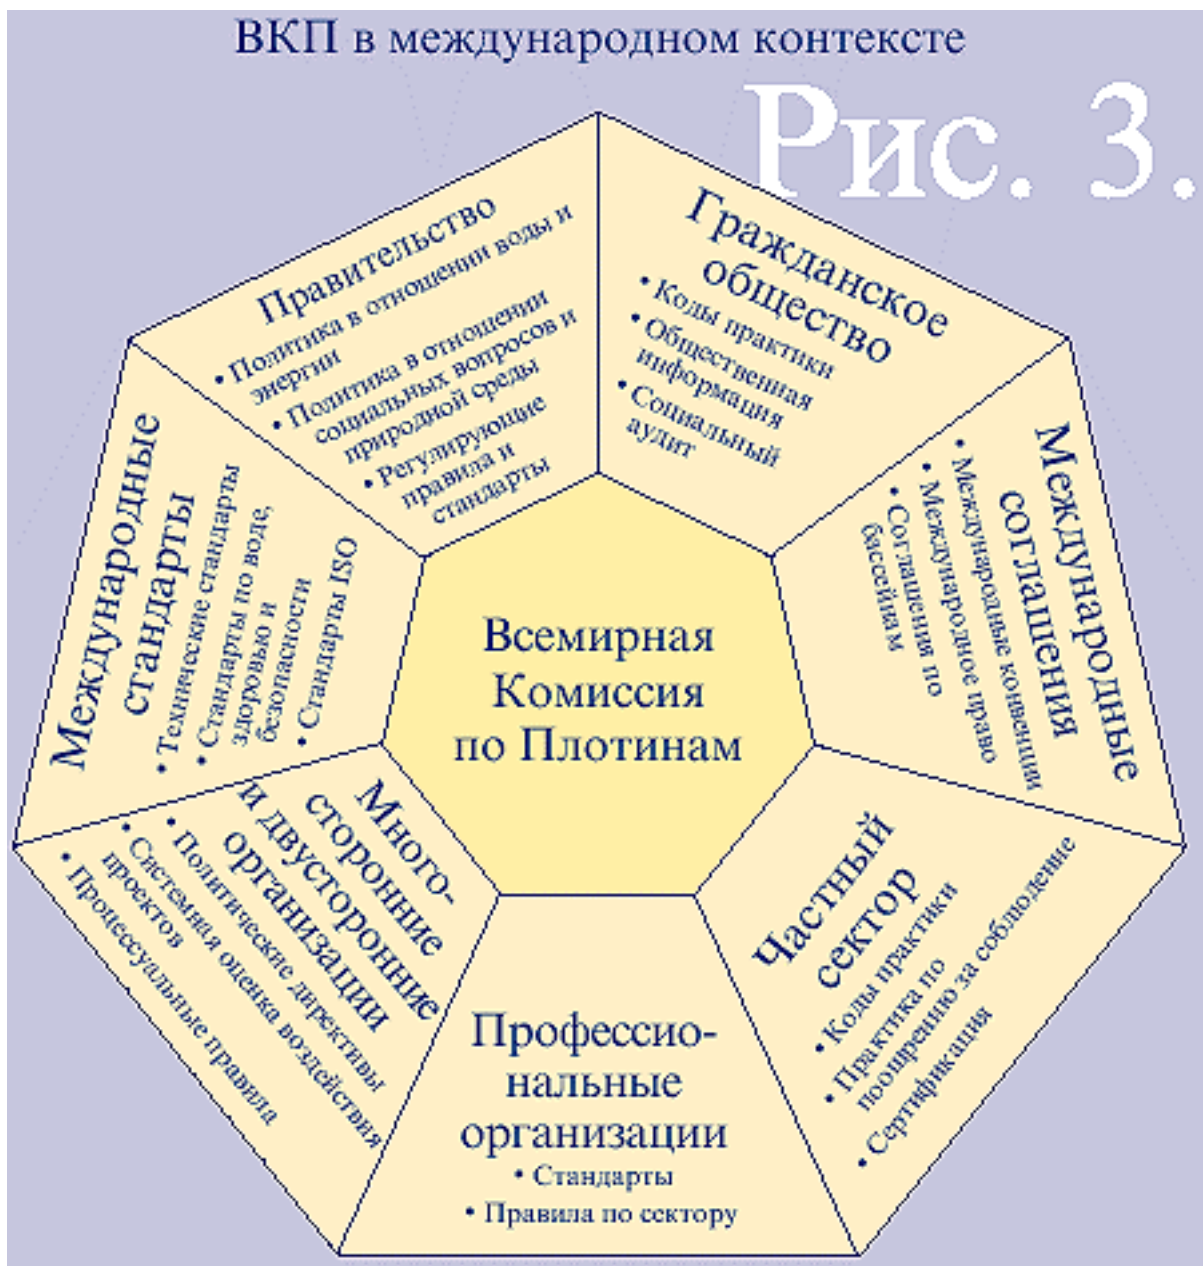 ВКП в международном контексте
Рис. 3.
Правительство
• Политика в отношении воды и
энергии
• Политика в отношении
социальных вопросов и
природной среды
• Регулирующие
правила и
стандарты
Гражданское
общество
• Коды практики
• Общественная
информация
• Социальный
аудит
Международные
соглашения
• Международные конвенции
• Международное право
• Соглашения по
бассейнам
Частный
сектор
• Коды практики
• Практика по
поощрению за соблюдение
• Сертификация
Профессио-
нальные
организации
• Стандарты
• Правила по сектору
Много-
сторонние
и двусторонние
организации
• Политические директивы
• Системная оценка воздействия
проектов
• Процессуальные правила
Международные
стандарты
• Технические стандарты
• Стандарты по воде,
здоровью и
безопасности
• Стандарты ISO
Всемирная
Комиссия
по Плотинам